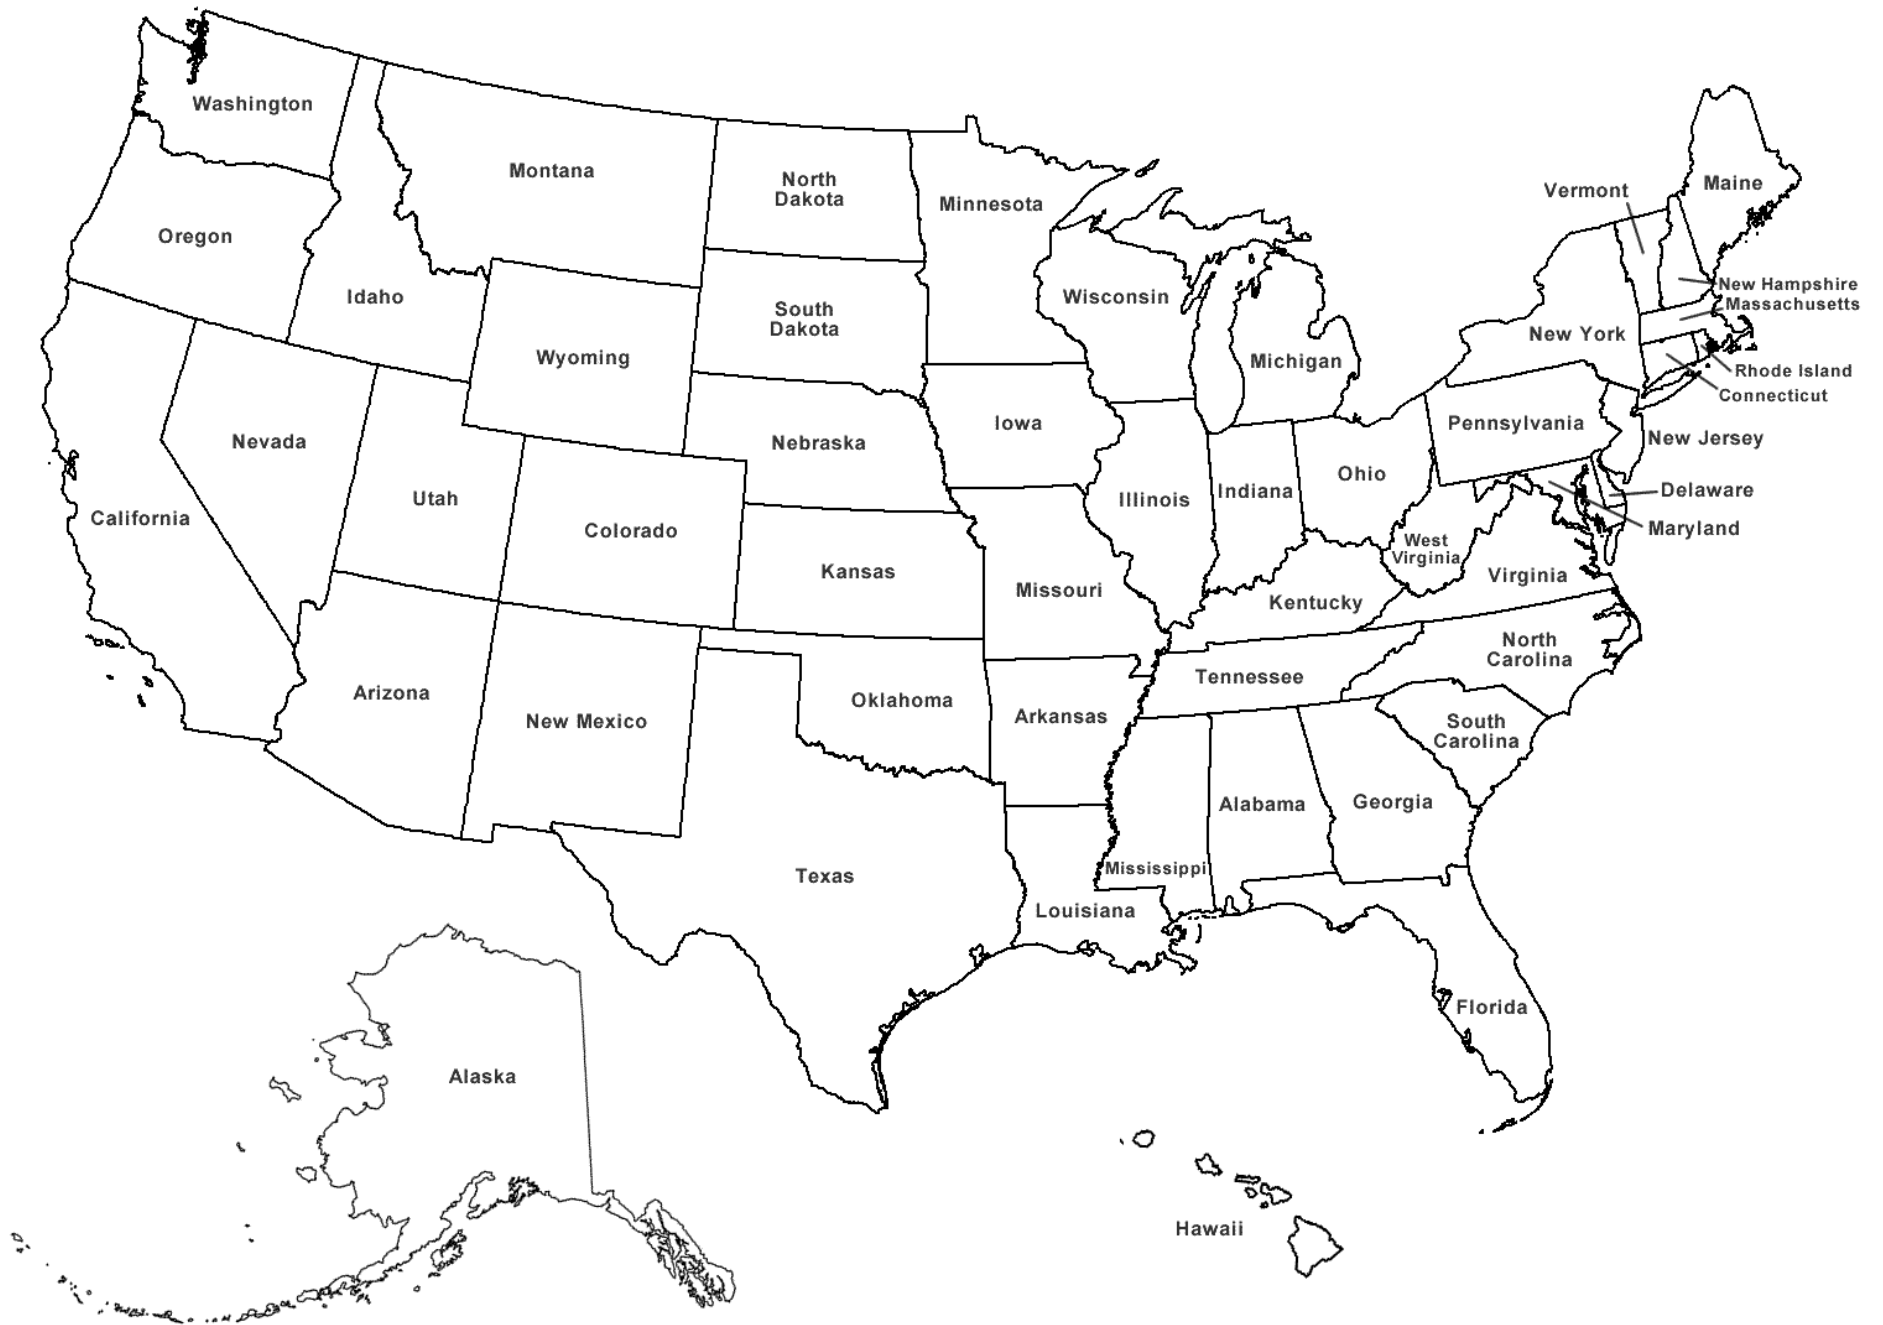 Washington
Montana
North
Dakota
Minnesota
Vermont
Maine
Oregon
Idaho
South
Dakota
Wisconsin
New Hampshire
Massachusetts
New York
Wyoming
Michigan
Rhode Island
Connecticut
Nevada
Nebraska
Iowa
Pennsylvania
New Jersey
Utah
Ohio
Indiana
Illinois
Delaware
California
Colorado
Maryland
West
Virginia
Kansas
Missouri
Virginia
Kentucky
North
Carolina
Tennessee
Arizona
New Mexico
Oklahoma
Arkansas
South
Carolina
Alabama
Georgia
Mississippi
Texas
Louisiana
Florida
Alaska
Hawaii